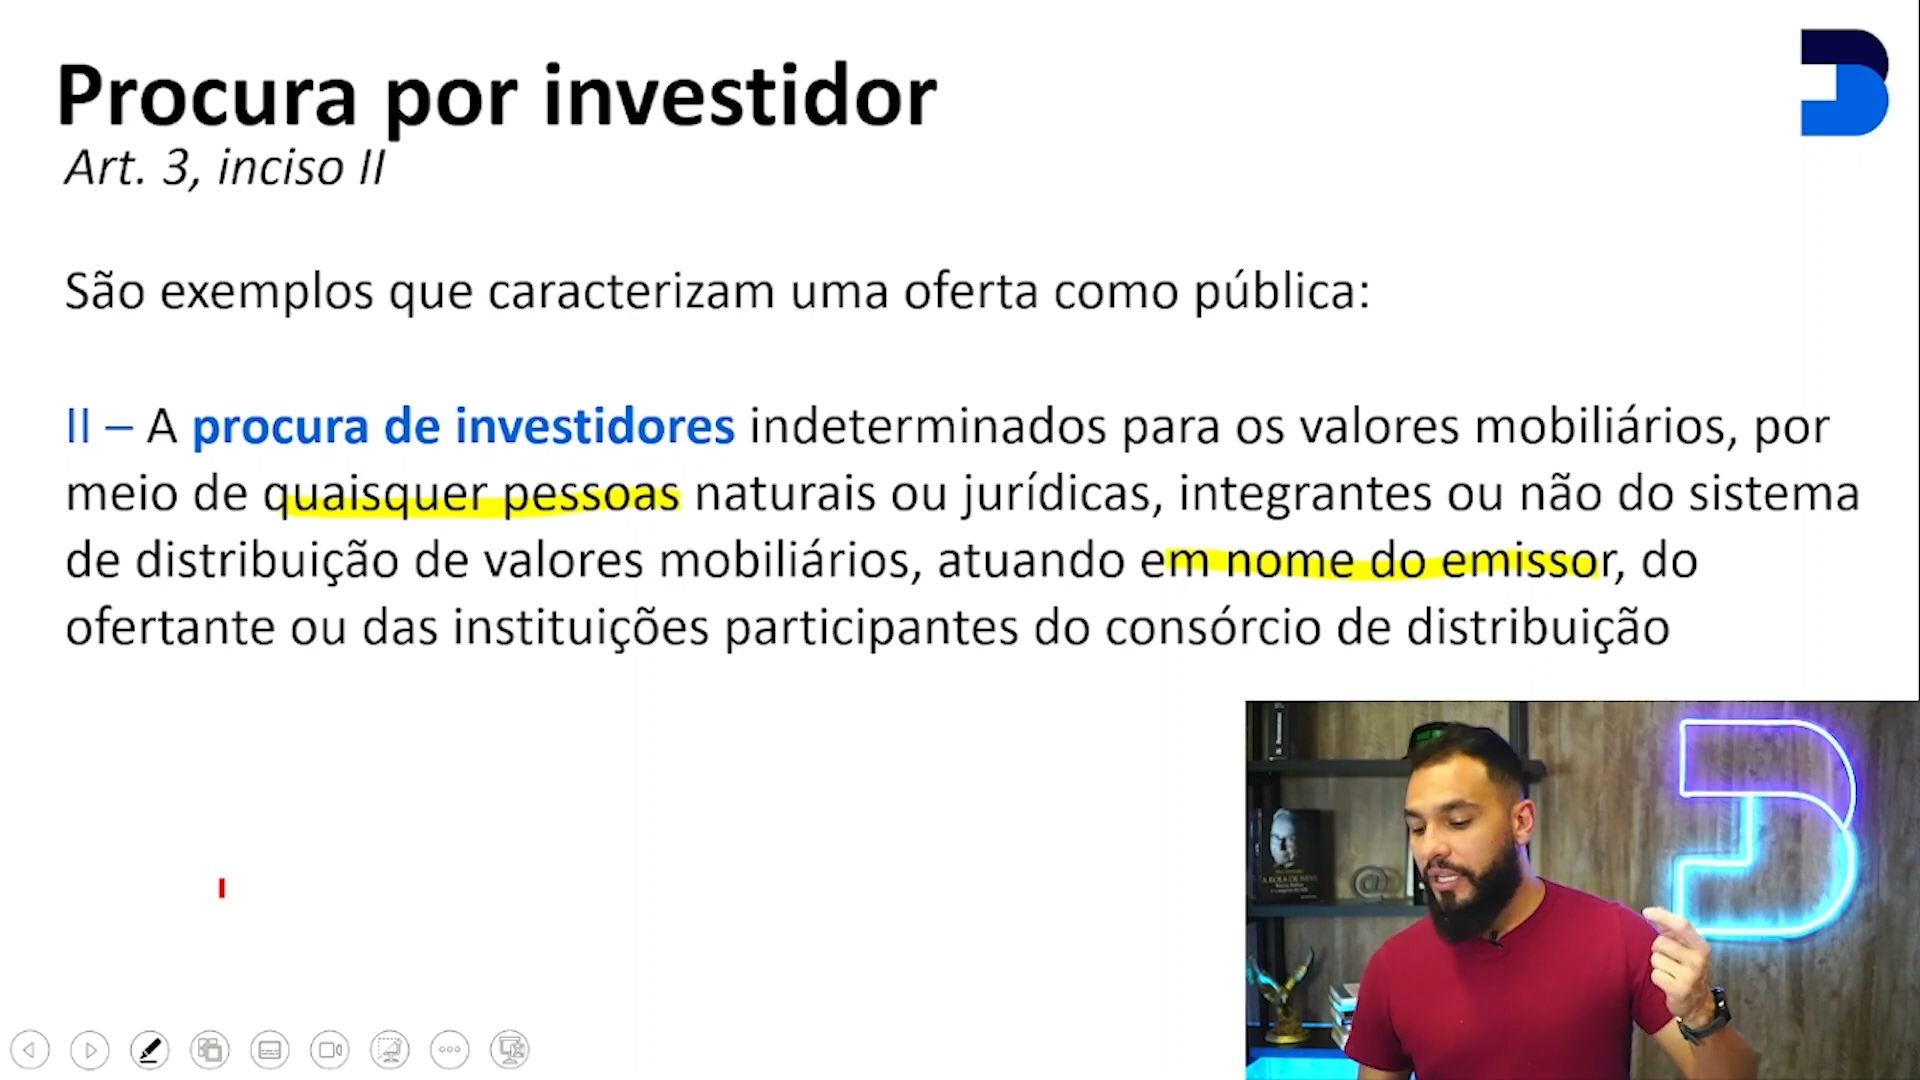 Procura por investidor
Art. 3, inciso II
São exemplos que caracterizam uma oferta como pública:
II – A procura de investidores indeterminados para os valores mobiliários, por
meio de quaisquer pessoas naturais ou jurídicas, integrantes ou não do sistema
de distribuição de valores mobiliários, atuando em nome do emissor, do
ofertante ou das instituições participantes do consórcio de distribuição
A BOLA DE NEVE